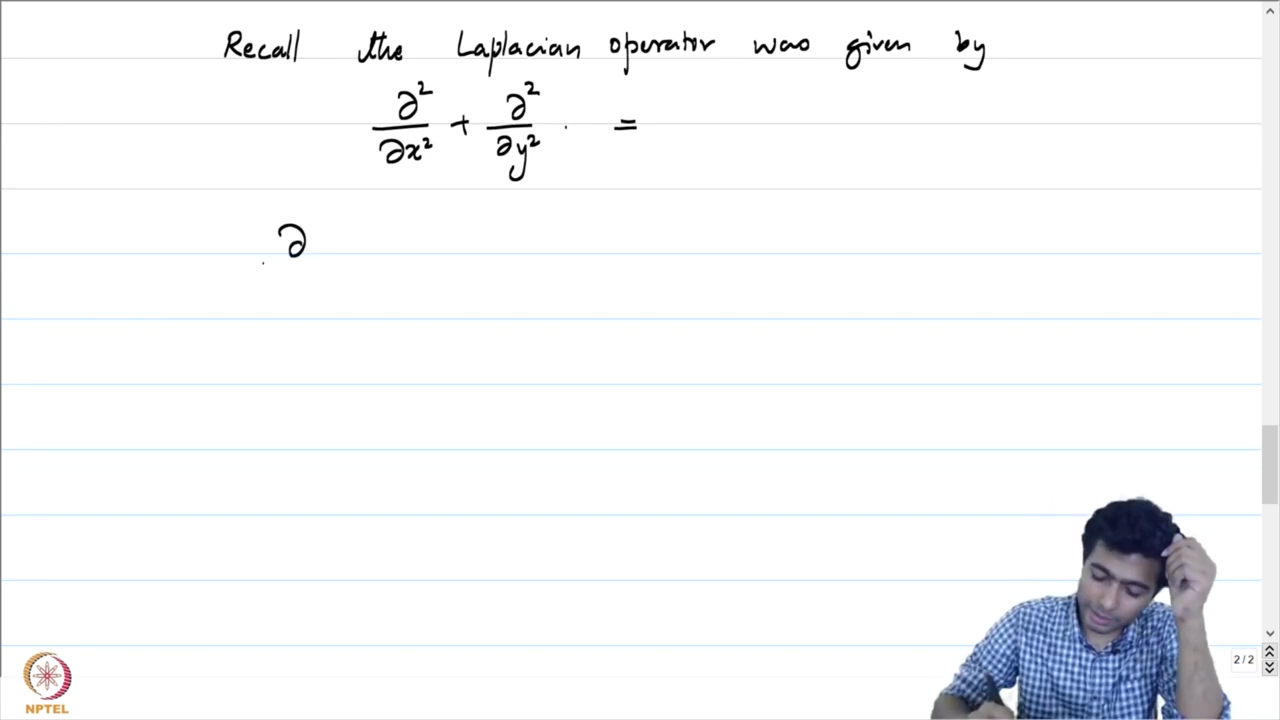 Recall the Laplacian operator was given by
∂²/∂x² + ∂²/∂y² . =
∂
2 / 2
NPTEL